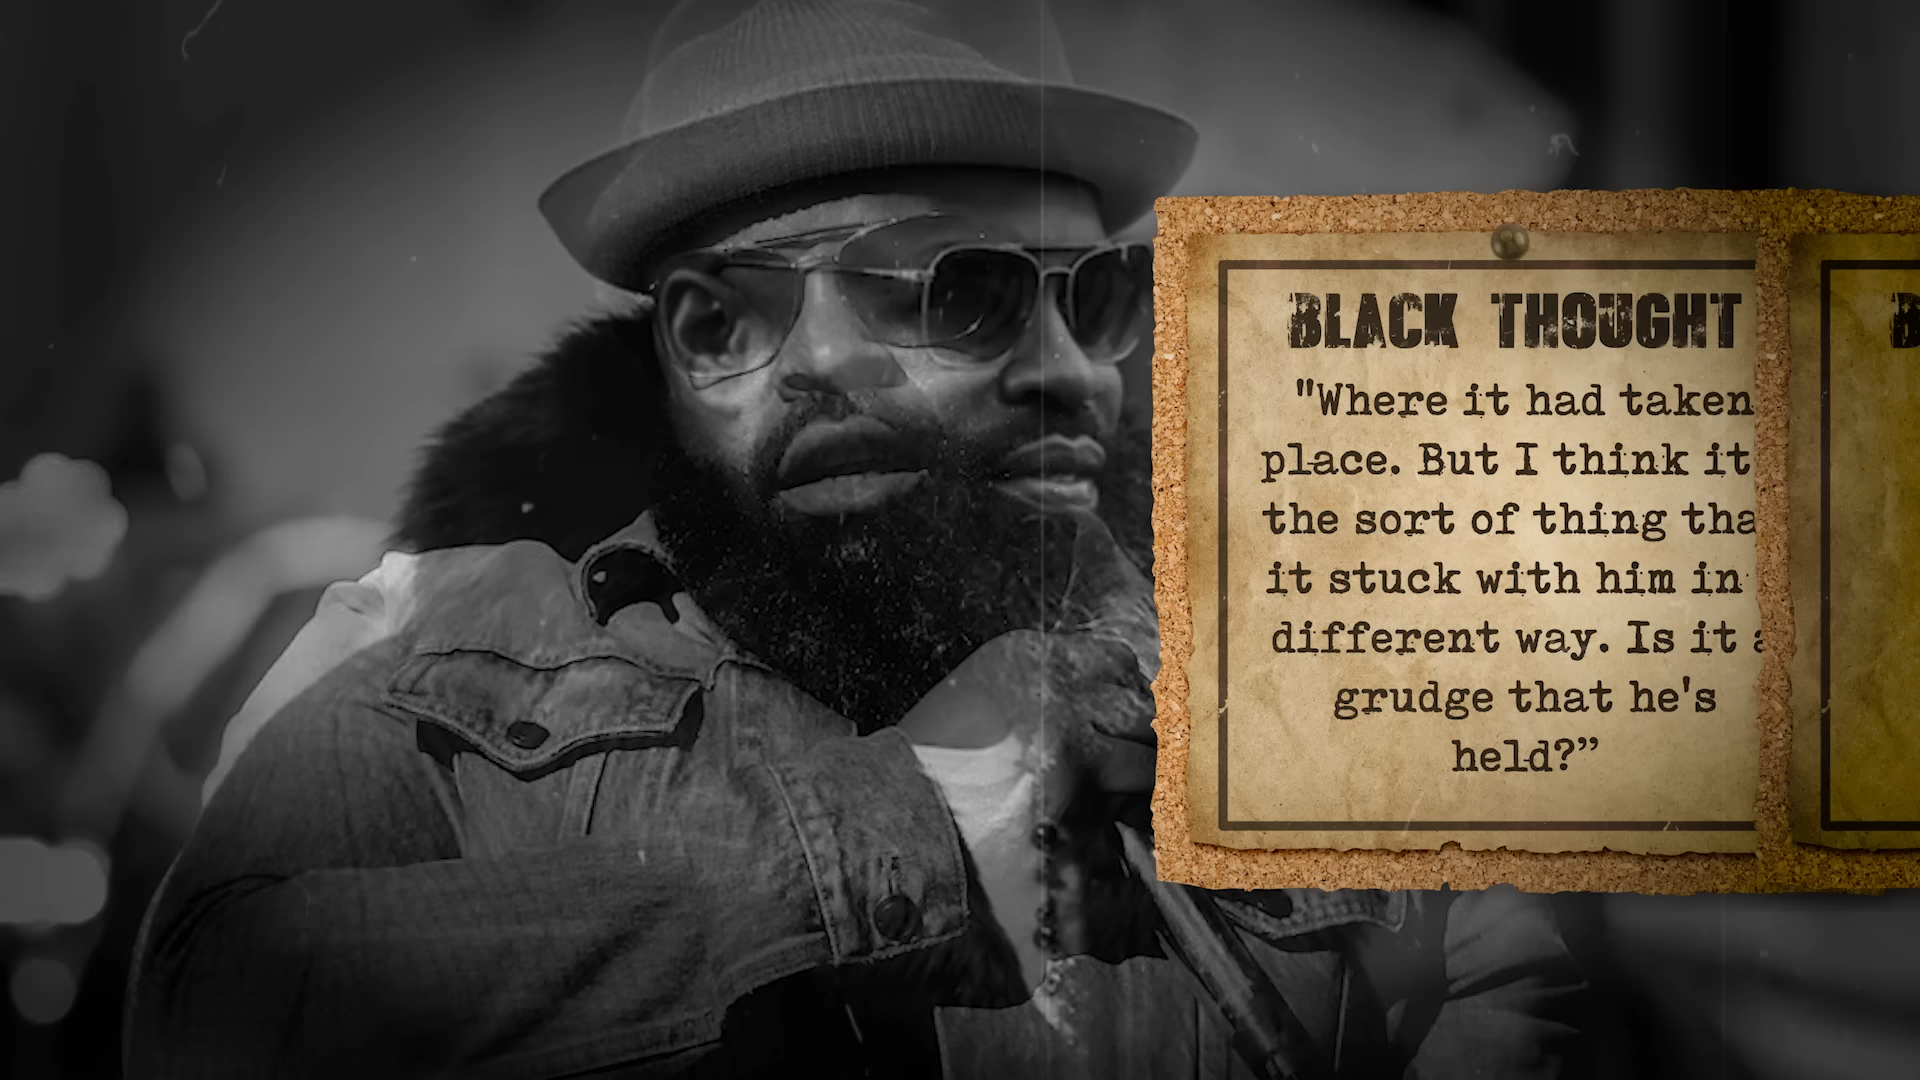 BLACK THOUGHT
"Where it had taken
place. But I think it
the sort of thing
it stuck with him in
different way. Is it
grudge that he's
held?”